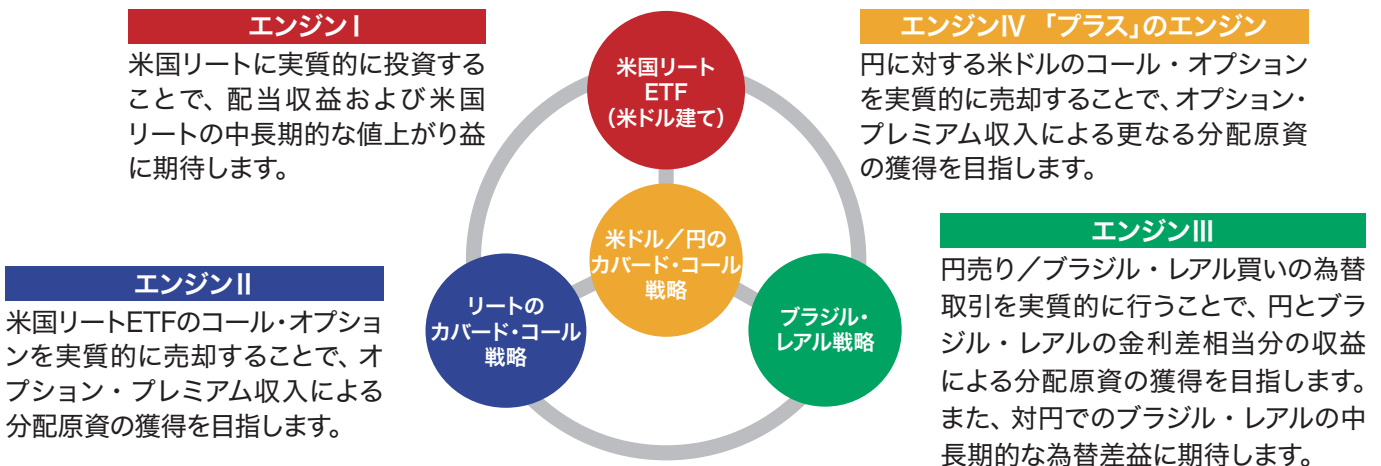 エンジンⅠ
米国リートに実質的に投資する
ことで、配当収益および米国
リートの中長期的な値上がり益
に期待します。
米国リート
ETF
（米ドル建て）
エンジンⅣ 「プラス」のエンジン
円に対する米ドルのコール・オプション
を実質的に売却することで、オプション・
プレミアム収入による更なる分配原資
の獲得を目指します。
米ドル／円の
カバード・コール
戦略
エンジンⅡ
米国リートETFのコール・オプショ
ンを実質的に売却することで、オ
プション・プレミアム収入による
分配原資の獲得を目指します。
リートの
カバード・コール
戦略
ブラジル・
レアル戦略
エンジンⅢ
円売り／ブラジル・レアル買いの為替
取引を実質的に行うことで、円とブラ
ジル・レアルの金利差相当分の収益
による分配原資の獲得を目指します。
また、対円でのブラジル・レアルの中
長期的な為替差益に期待します。